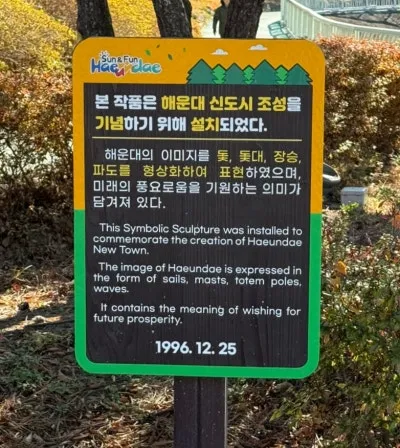 Sun & Fun
Haeundae
본 작품은 해운대 신도시 조성을
기념하기 위해 설치되었다.
해운대의 이미지를 돛, 돛대, 장승,
파도를 형상화하여 표현하였으며,
미래의 풍요로움을 기원하는 의미가
담겨져 있다.
This Symbolic Sculpture was installed to
commemorate the creation of Haeundae
New Town.
The image of Haeundae is expressed in
the form of sails, masts, totem poles,
waves.
It contains the meaning of wishing for
future prosperity.
1996. 12. 25